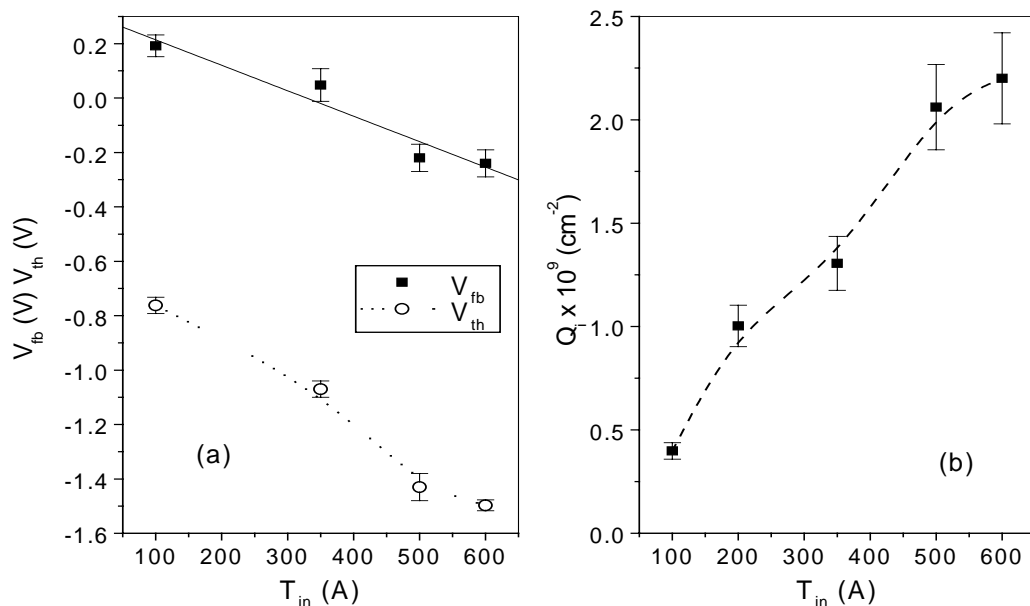 V_fb (V) V_th (V)
0.2
0.0
-0.2
-0.4
-0.6
-0.8
-1.0
-1.2
-1.4
-1.6
100 200 300 400 500 600
T_in (A)
V_fb
V_th
(a)
Q_i x 10^9 (cm^-2)
2.5
2.0
1.5
1.0
0.5
0.0
100 200 300 400 500 600
T_in (A)
(b)